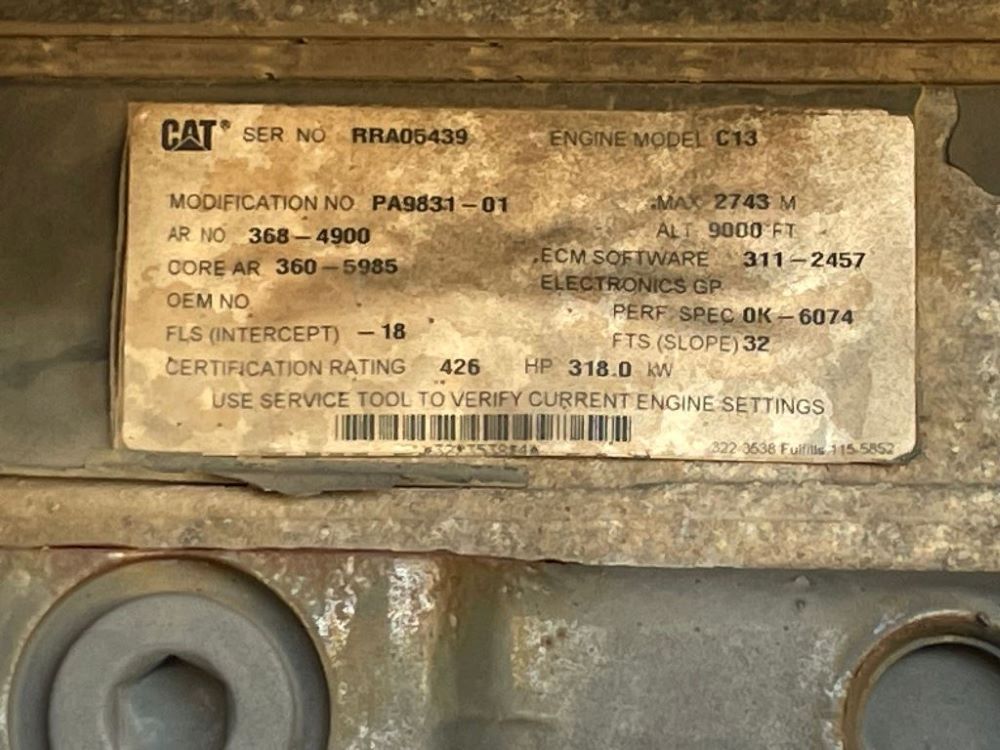 CAT® SER NO RRA05439 ENGINE MODEL C13
MODIFICATION NO PA9831-01 MAX 2743 M
AR NO 368-4900 ALT 9000 FT
CORE AR 360-5985 ECM SOFTWARE 311-2457
OEM NO ELECTRONICS GP
FLS (INTERCEPT) -18 PERF. SPEC 0K-6074
FTS (SLOPE) 32
CERTIFICATION RATING 426 HP 318.0 kW
USE SERVICE TOOL TO VERIFY CURRENT ENGINE SETTINGS
322-3538 Fulfills 115-5852